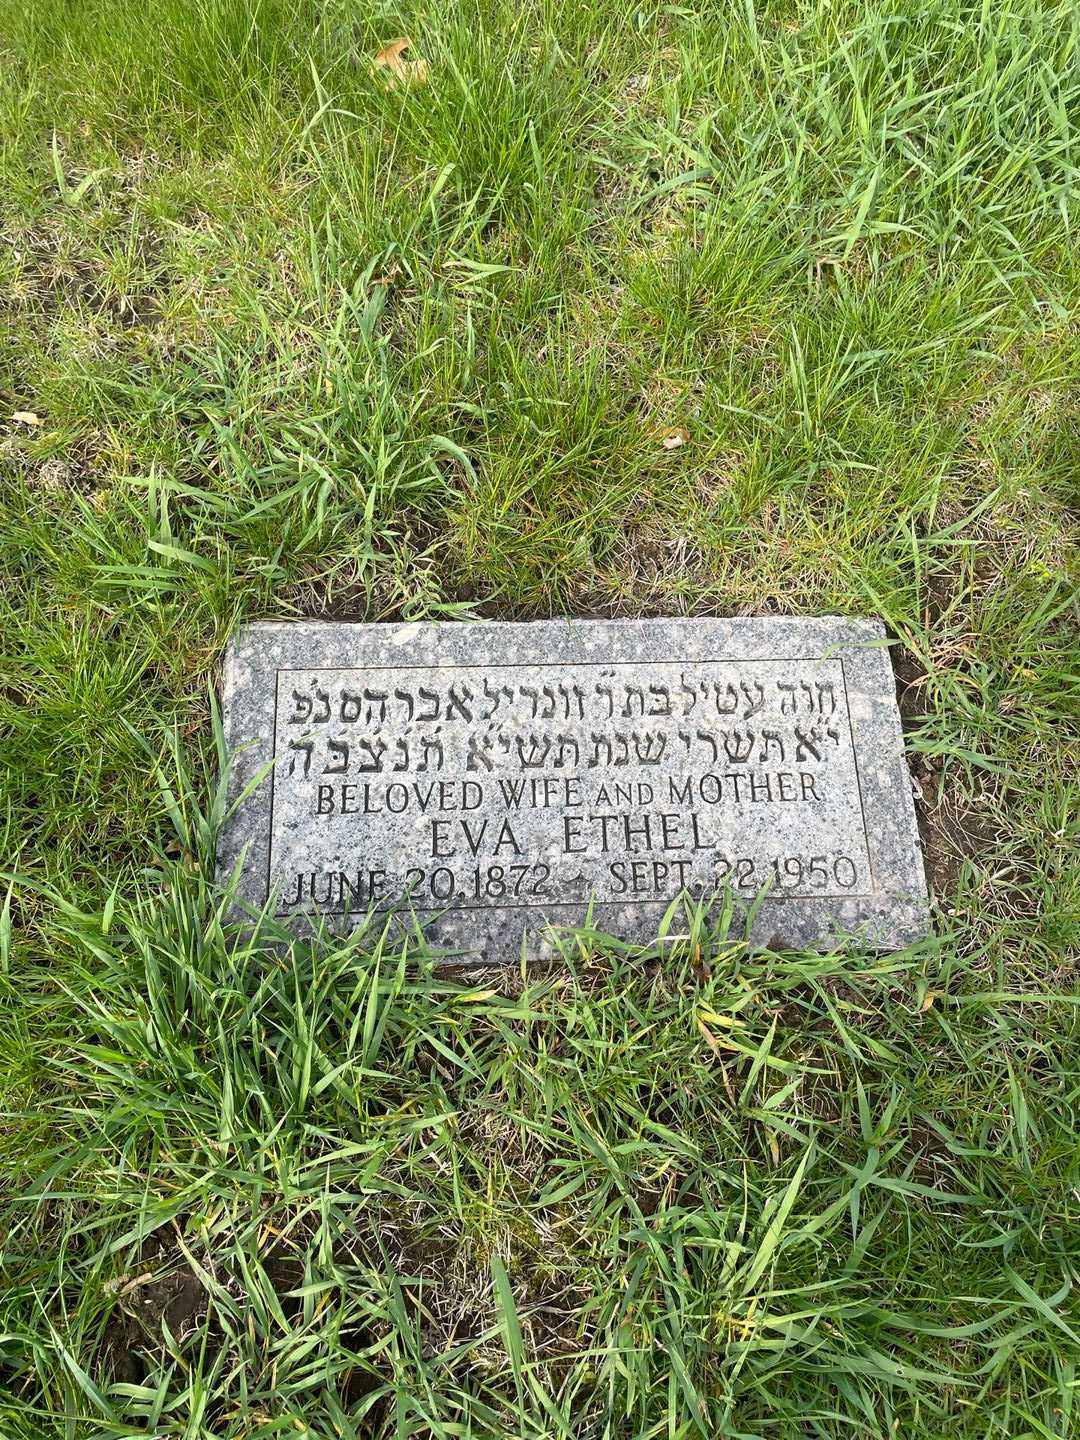 חוה עטיל בת ר׳ זונדיל אברהם נפ׳
י״א תשרי שנת תשי״א ת׳נ׳צ׳ב׳ה׳
BELOVED WIFE AND MOTHER
EVA ETHEL
JUNE 20, 1872 - SEPT. 22, 1950